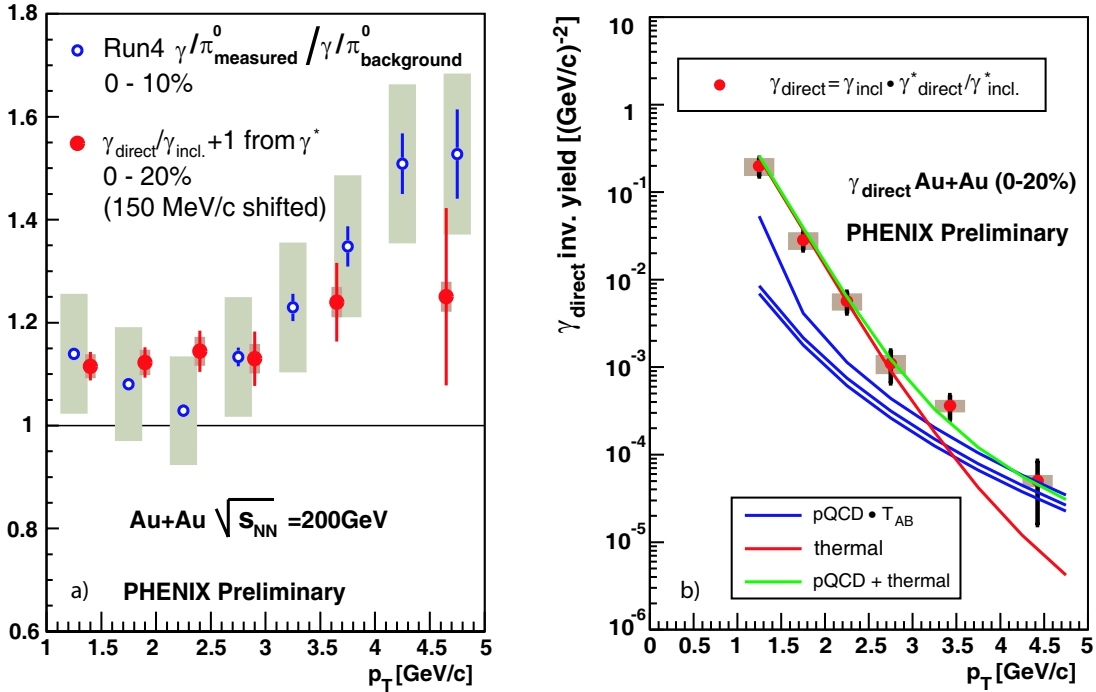 1.8
1.6
1.4
1.2
1
0.8
0.6
Run4 γ/π⁰measured / γ/π⁰background
0 - 10%
γdirect/γincl.+1 from γ*
0 - 20%
(150 MeV/c shifted)
Au+Au √sNN =200GeV
a) PHENIX Preliminary
1 1.5 2 2.5 3 3.5 4 4.5 5
pT [GeV/c]
γdirect inv. yield [(GeV/c)⁻²]
10
1
10⁻¹
10⁻²
10⁻³
10⁻⁴
10⁻⁵
10⁻⁶
γdirect=γincl • γ*direct/γ*incl.
γdirect Au+Au (0-20%)
PHENIX Preliminary
pQCD • TAB
thermal
pQCD + thermal
b)
0 0.5 1 1.5 2 2.5 3 3.5 4 4.5 5
pT [GeV/c]